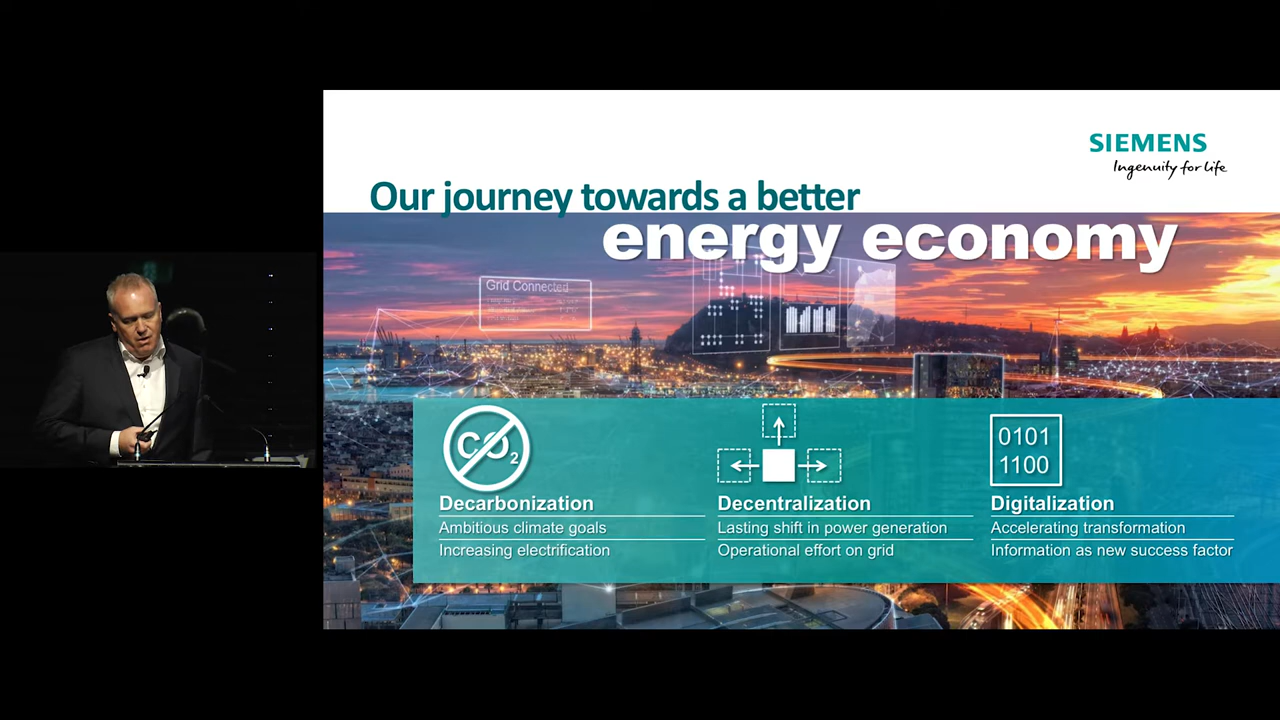 SIEMENS
Ingenuity for life
Our journey towards a better
energy economy
Grid Connected
CO2
0101
1100
Decarbonization
Ambitious climate goals
Increasing electrification
Decentralization
Lasting shift in power generation
Operational effort on grid
Digitalization
Accelerating transformation
Information as new success factor